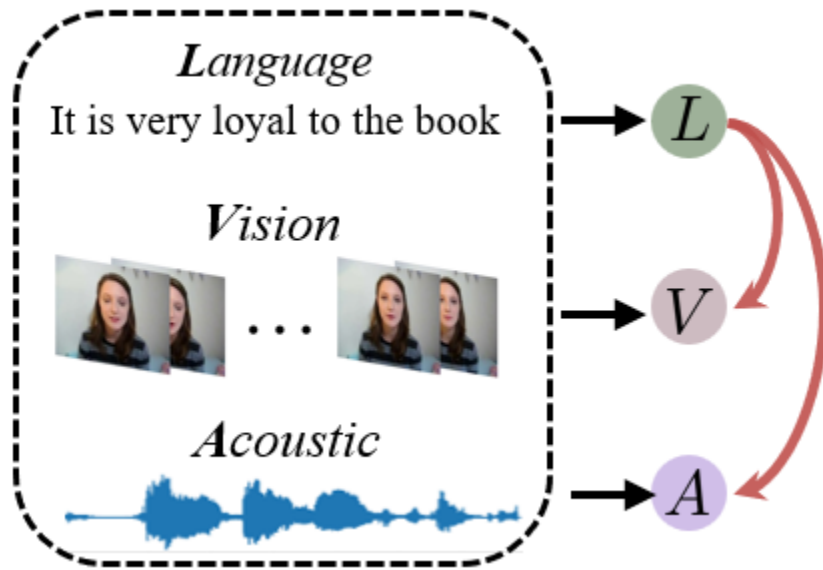 Language
It is very loyal to the book
L
Vision
...
V
Acoustic
A